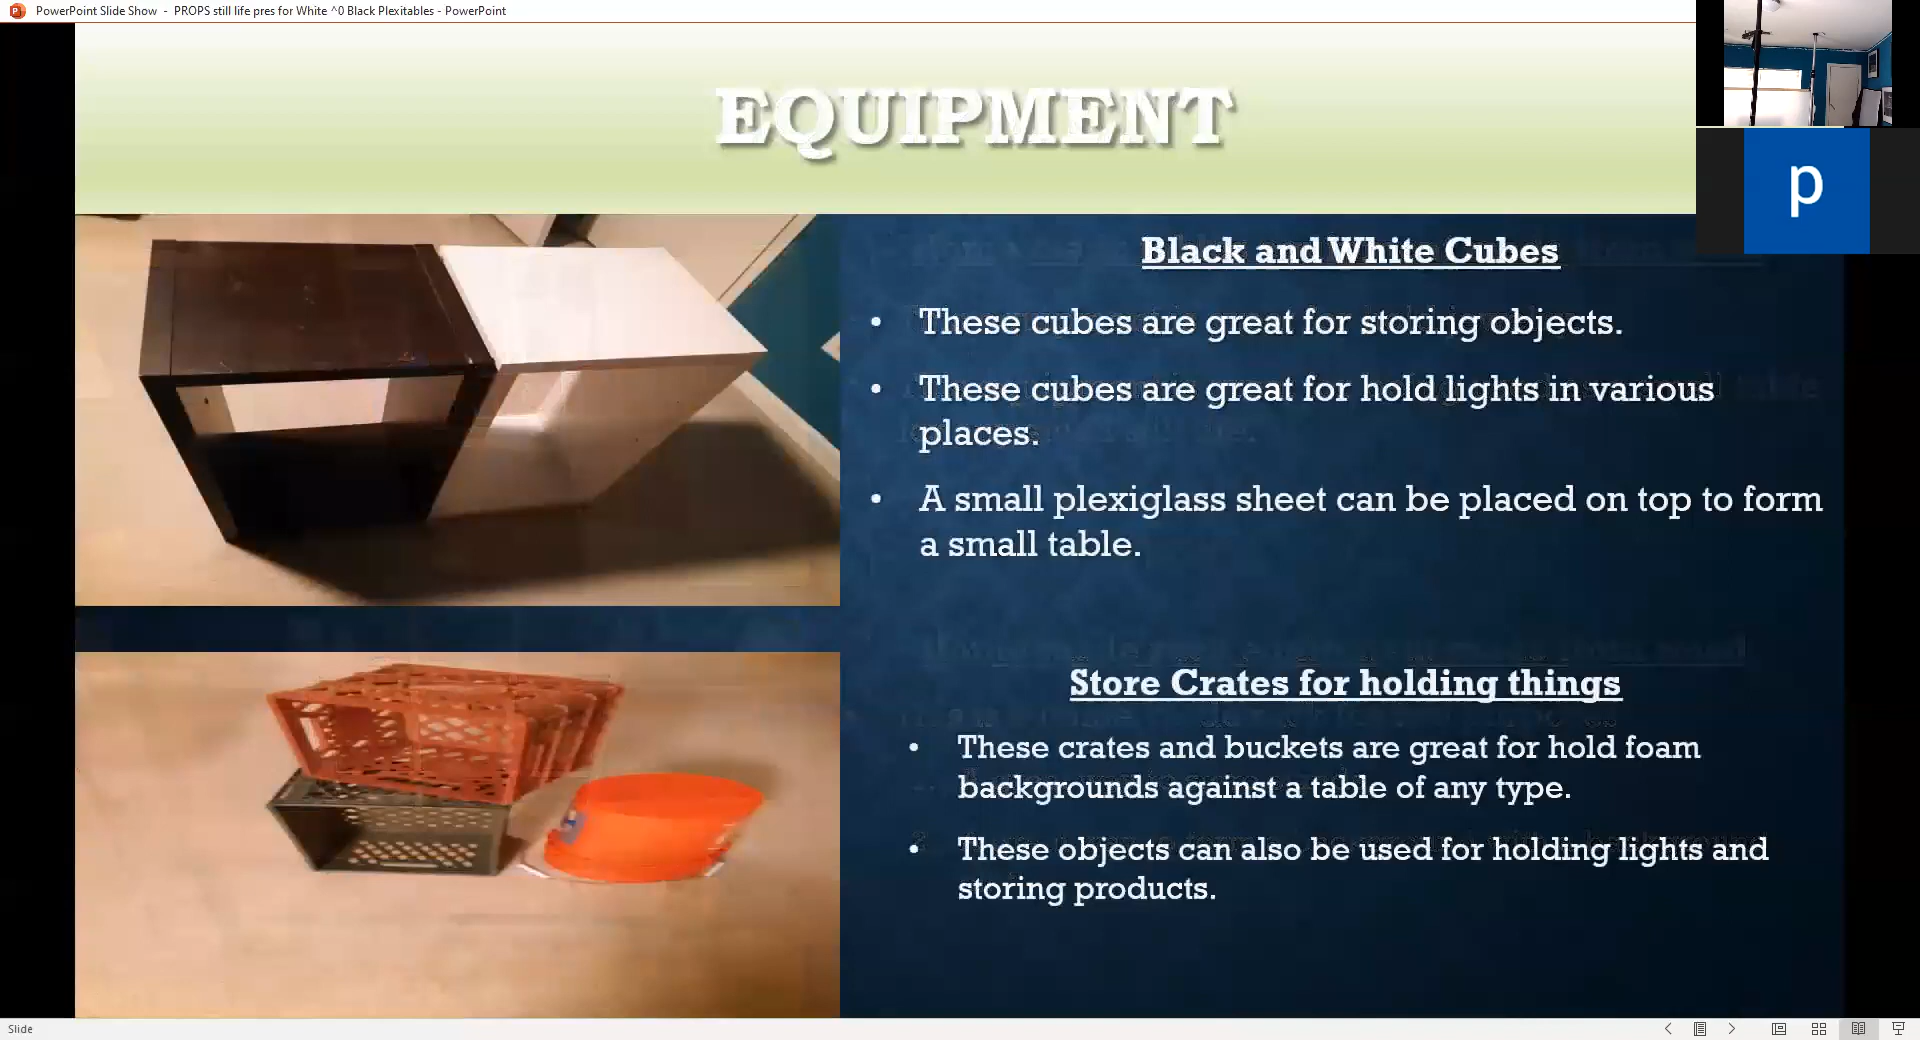 PowerPoint Slide Show - PROPS still life pres for White ^0 Black Plexitables - PowerPoint
EQUIPMENT
p
Black and White Cubes
• These cubes are great for storing objects.
• These cubes are great for hold lights in various
places.
• A small plexiglass sheet can be placed on top to form
a small table.
Store Crates for holding things
• These crates and buckets are great for hold foam
backgrounds against a table of any type.
• These objects can also be used for holding lights and
storing products.
Slide